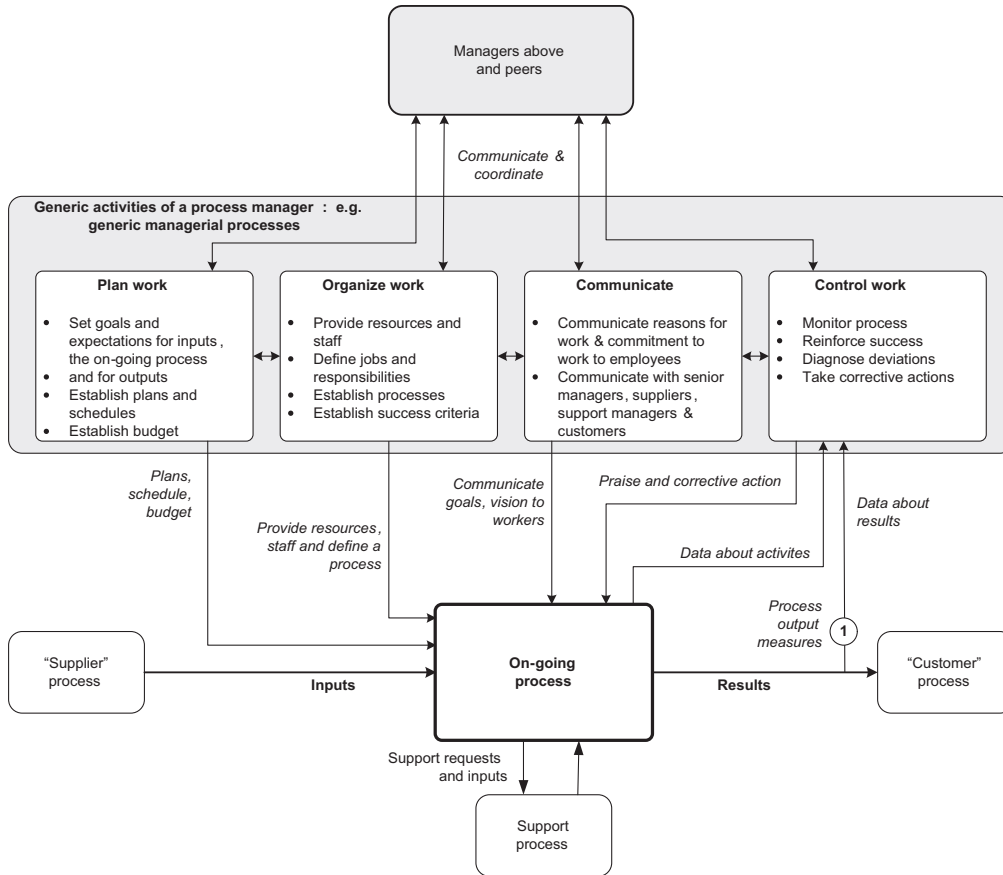 Managers above
and peers
Communicate &
coordinate
Generic activities of a process manager : e.g.
generic managerial processes
Plan work
• Set goals and
expectations for inputs,
the on-going process
• and for outputs
• Establish plans and
schedules
• Establish budget
Organize work
• Provide resources and
staff
• Define jobs and
responsibilities
• Establish processes
• Establish success criteria
Communicate
• Communicate reasons for
work & commitment to
work to employees
• Communicate with senior
managers, suppliers,
support managers &
customers
Control work
• Monitor process
• Reinforce success
• Diagnose deviations
• Take corrective actions
Plans,
schedule,
budget
Provide resources,
staff and define a
process
Communicate
goals, vision to
workers
Praise and corrective action
Data about
results
Data about activites
Process
output
measures
1
“Supplier”
process
Inputs
On-going
process
Results
“Customer”
process
Support requests
and inputs
Support
process